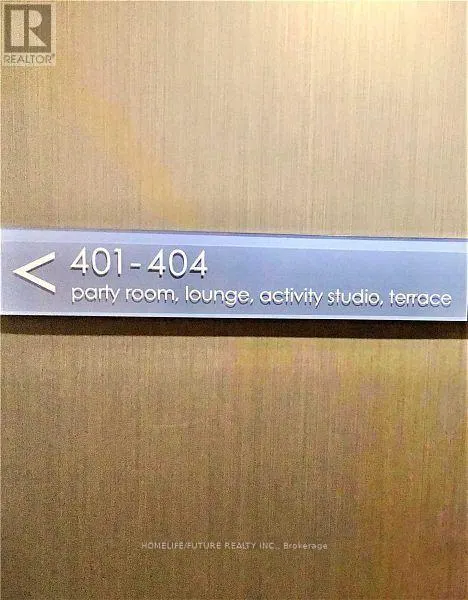 REALTOR®
< 401-404
party room, lounge, activity studio, terrace
HOMELIFE/FUTURE REALTY INC., Brokerage